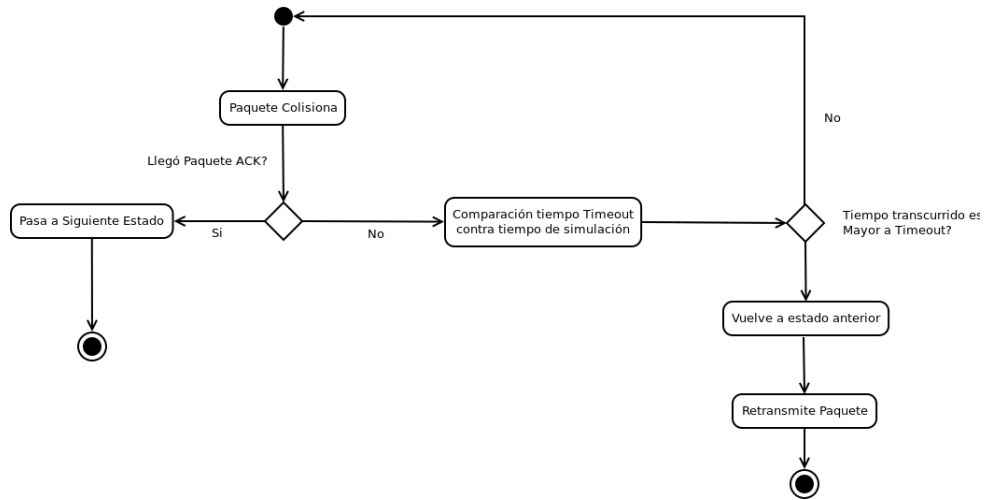 Paquete Colisiona
No
Llegó Paquete ACK?
Pasa a Siguiente Estado
Si
No
Comparación tiempo Timeout
contra tiempo de simulación
Tiempo transcurrido es
Mayor a Timeout?
Vuelve a estado anterior
Retransmite Paquete